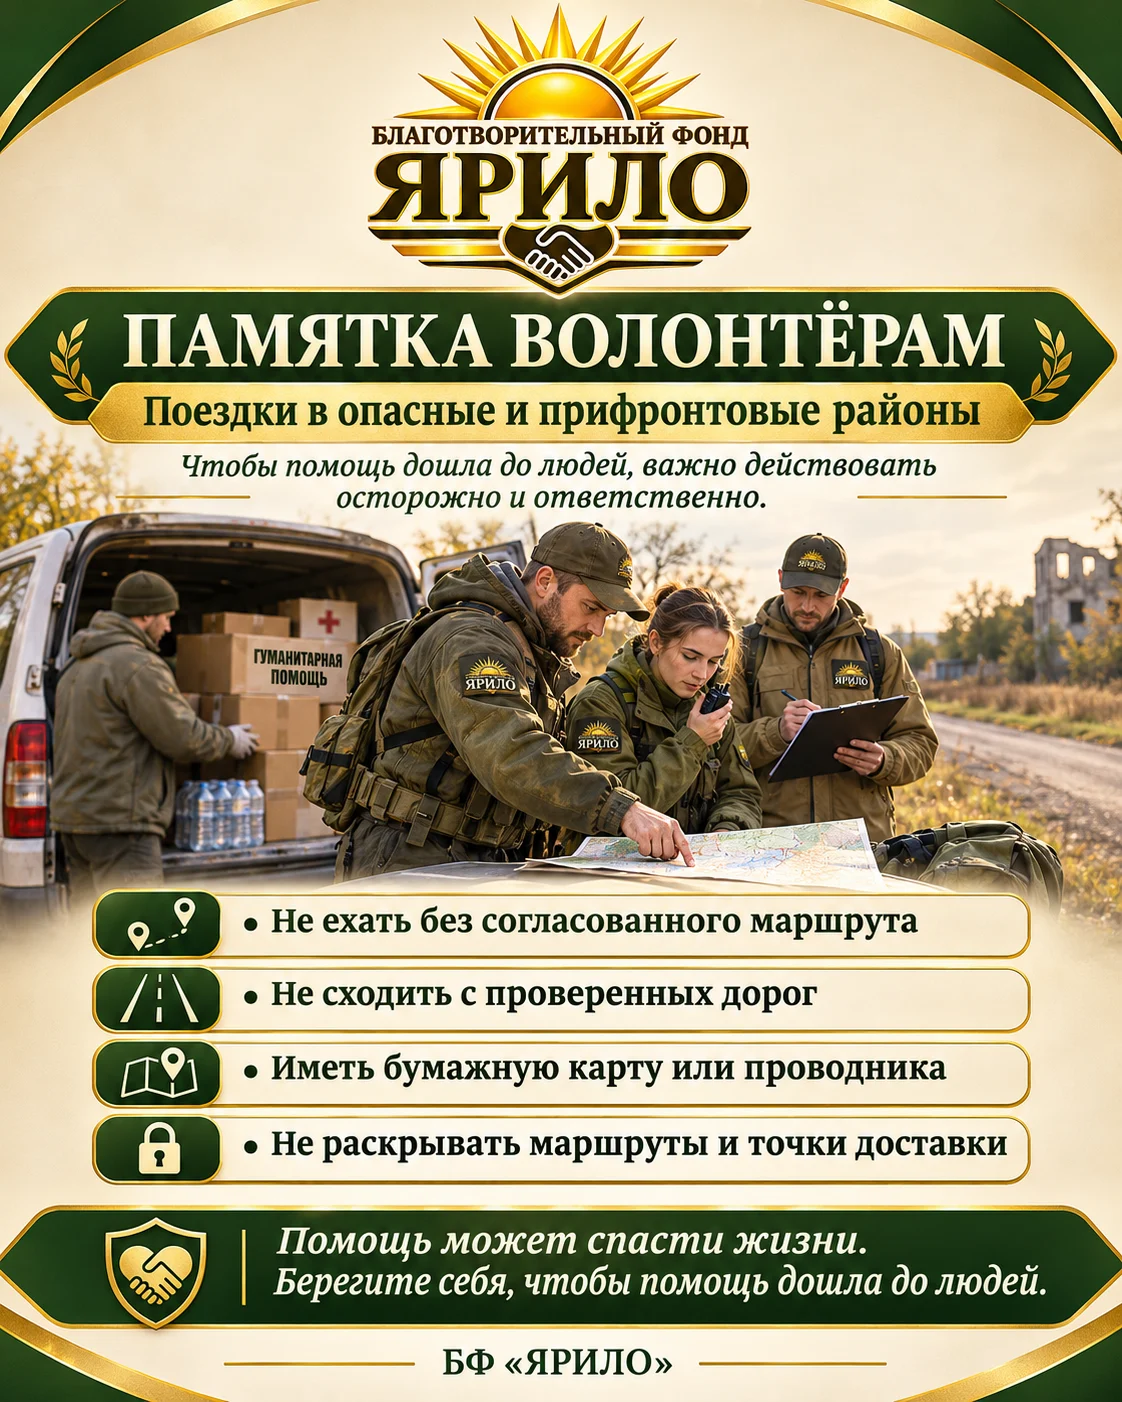 БЛАГОТВОРИТЕЛЬНЫЙ ФОНД
ЯРИЛО
ПАМЯТКА ВОЛОНТЁРАМ
Поездки в опасные и прифронтовые районы
Чтобы помощь дошла до людей, важно действовать
осторожно и ответственно.
ГУМАНИТАРНАЯ
ПОМОЩЬ
ЯРИЛО
ЯРИЛО
ЯРИЛО
• Не ехать без согласованного маршрута
• Не сходить с проверенных дорог
• Иметь бумажную карту или проводника
• Не раскрывать маршруты и точки доставки
Помощь может спасти жизни.
Берегите себя, чтобы помощь дошла до людей.
БФ «ЯРИЛО»